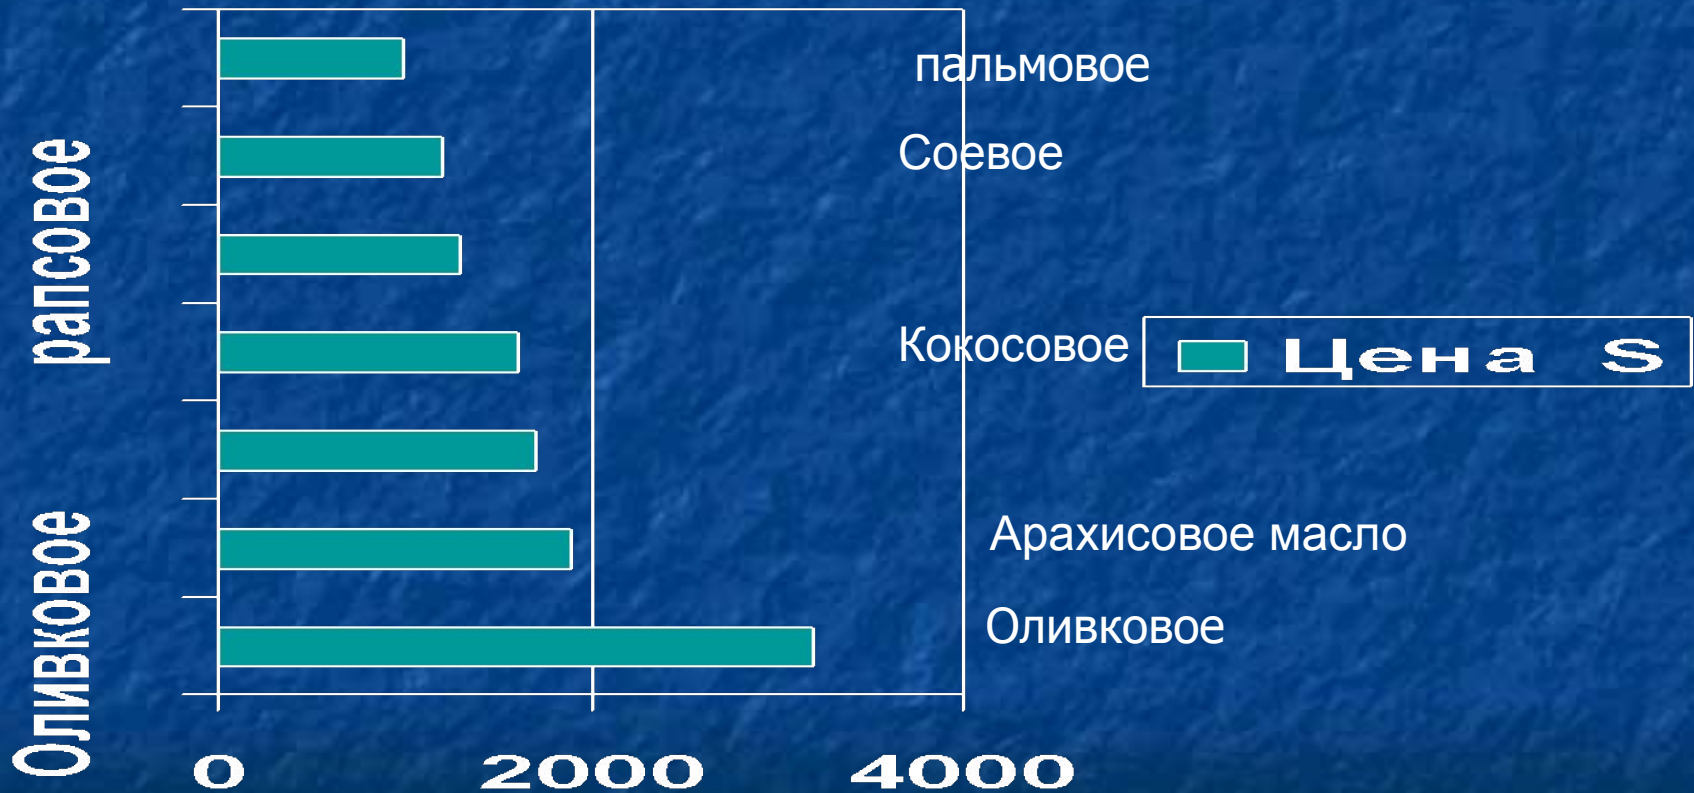 пальмовое
Соевое
рапсовое
Кокосовое
Цена S
Арахисовое масло
Оливковое
Оливковое
0 2000 4000